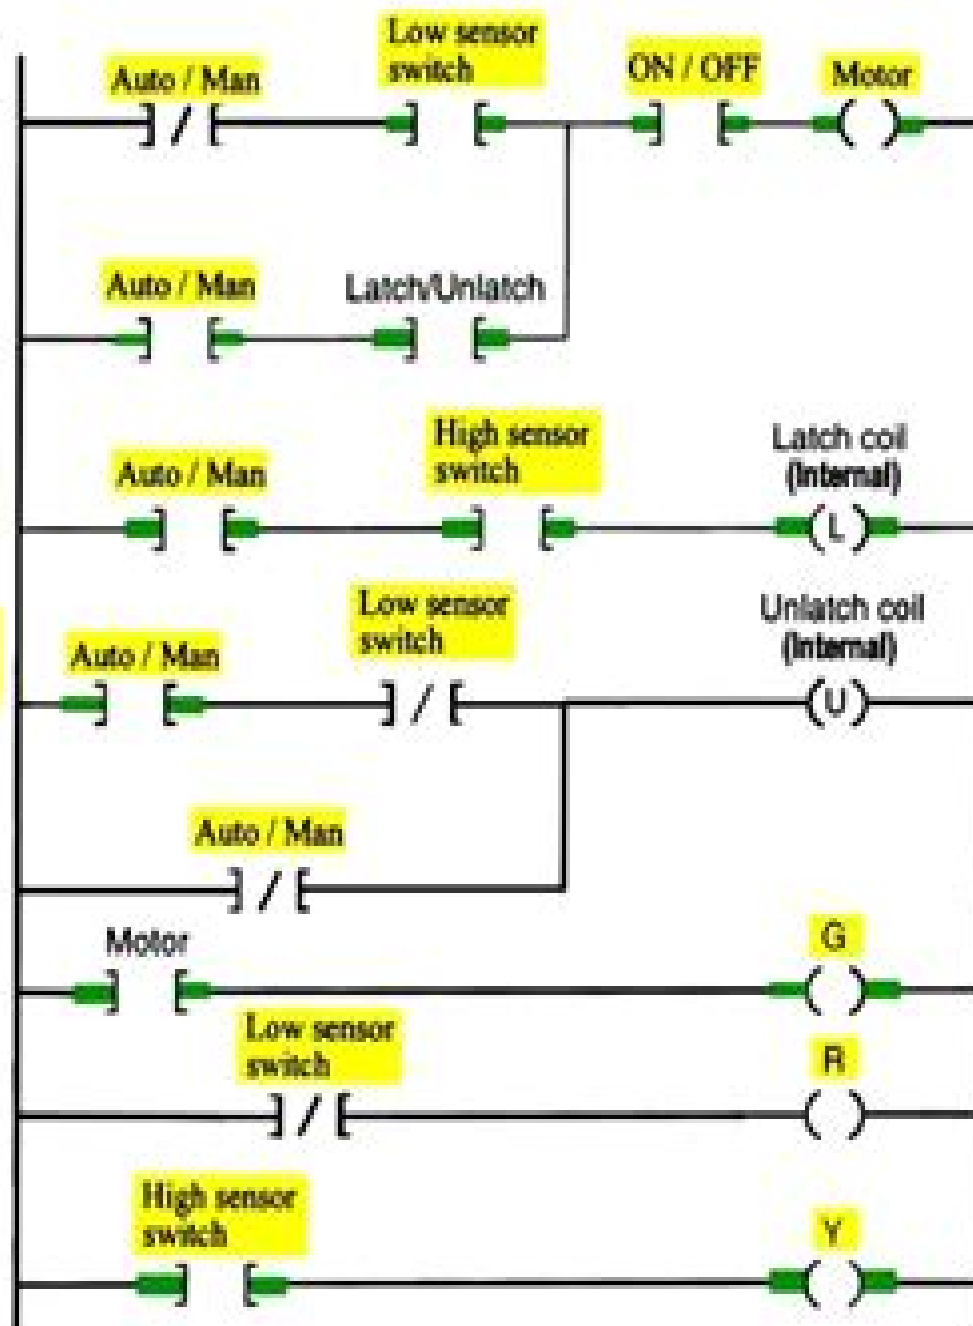 Auto / Man
Low sensor
switch
ON / OFF
Motor
Auto / Man
Latch/Unlatch
Auto / Man
High sensor
switch
Latch coil
(Internal)
L
Auto / Man
Low sensor
switch
Unlatch coil
(Internal)
U
Auto / Man
Motor
G
Low sensor
switch
R
High sensor
switch
Y